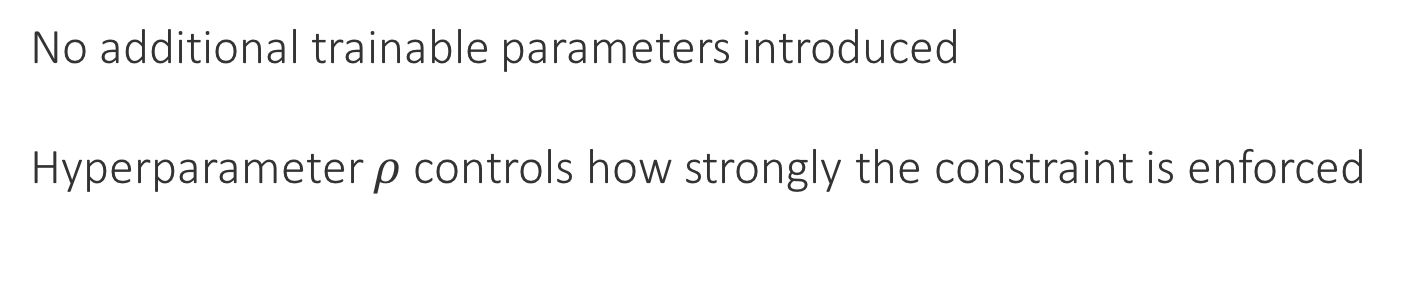 No additional trainable parameters introduced
Hyperparameter ρ controls how strongly the constraint is enforced